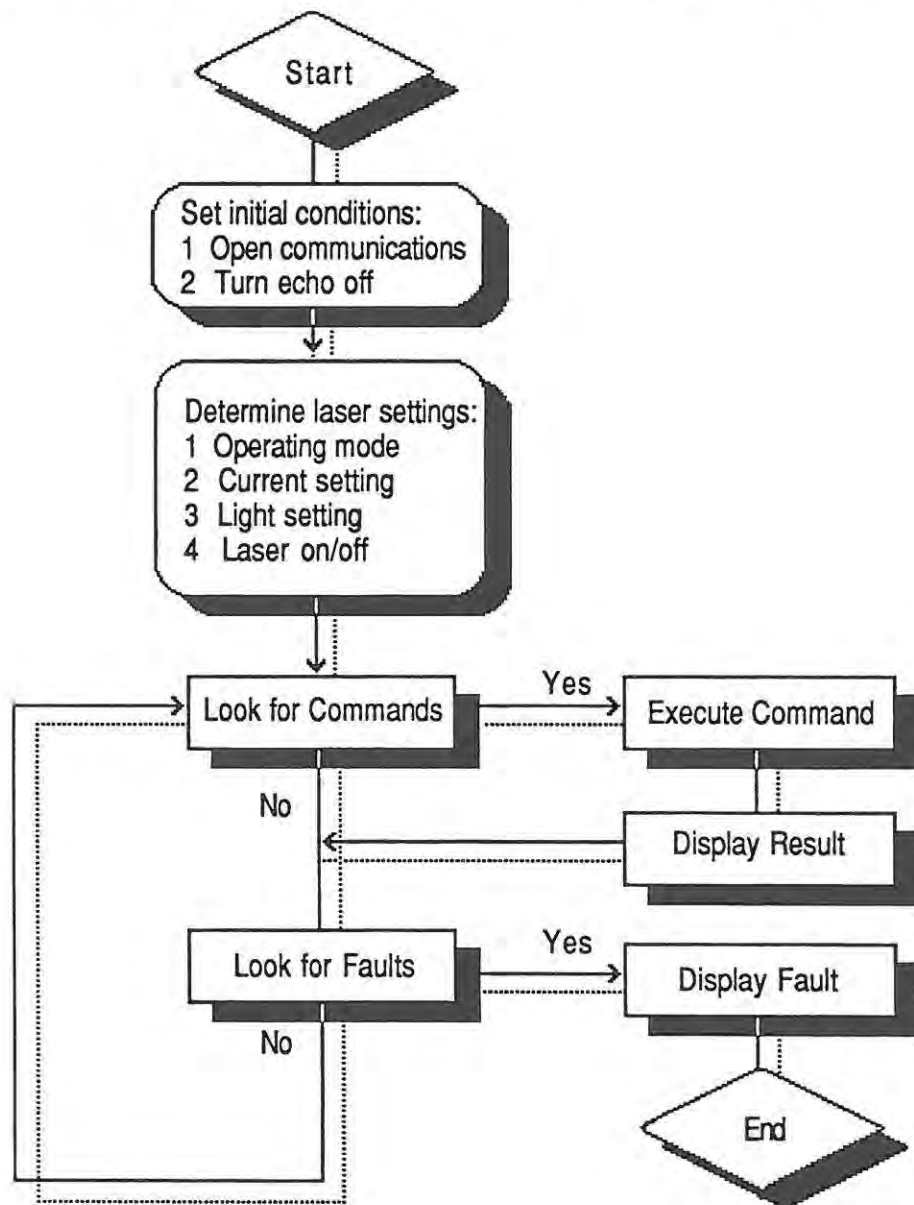 Start
Set initial conditions:
1 Open communications
2 Turn echo off
Determine laser settings:
1 Operating mode
2 Current setting
3 Light setting
4 Laser on/off
Look for Commands
Yes
Execute Command
No
Display Result
Look for Faults
Yes
Display Fault
No
End